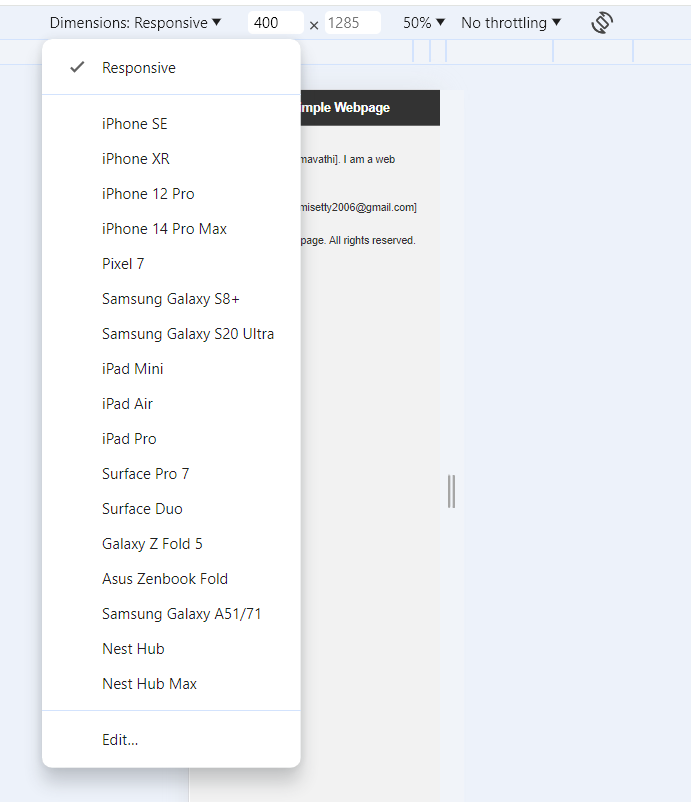 Dimensions: Responsive ▼ 400 × 1285 50% ▼ No throttling ▼
Responsive
iPhone SE
mple Webpage
iPhone XR
mavathi]. I am a web
iPhone 12 Pro
misetty2006@gmail.com]
iPhone 14 Pro Max
page. All rights reserved.
Pixel 7
Samsung Galaxy S8+
Samsung Galaxy S20 Ultra
iPad Mini
iPad Air
iPad Pro
Surface Pro 7
Surface Duo
Galaxy Z Fold 5
Asus Zenbook Fold
Samsung Galaxy A51/71
Nest Hub
Nest Hub Max
Edit...